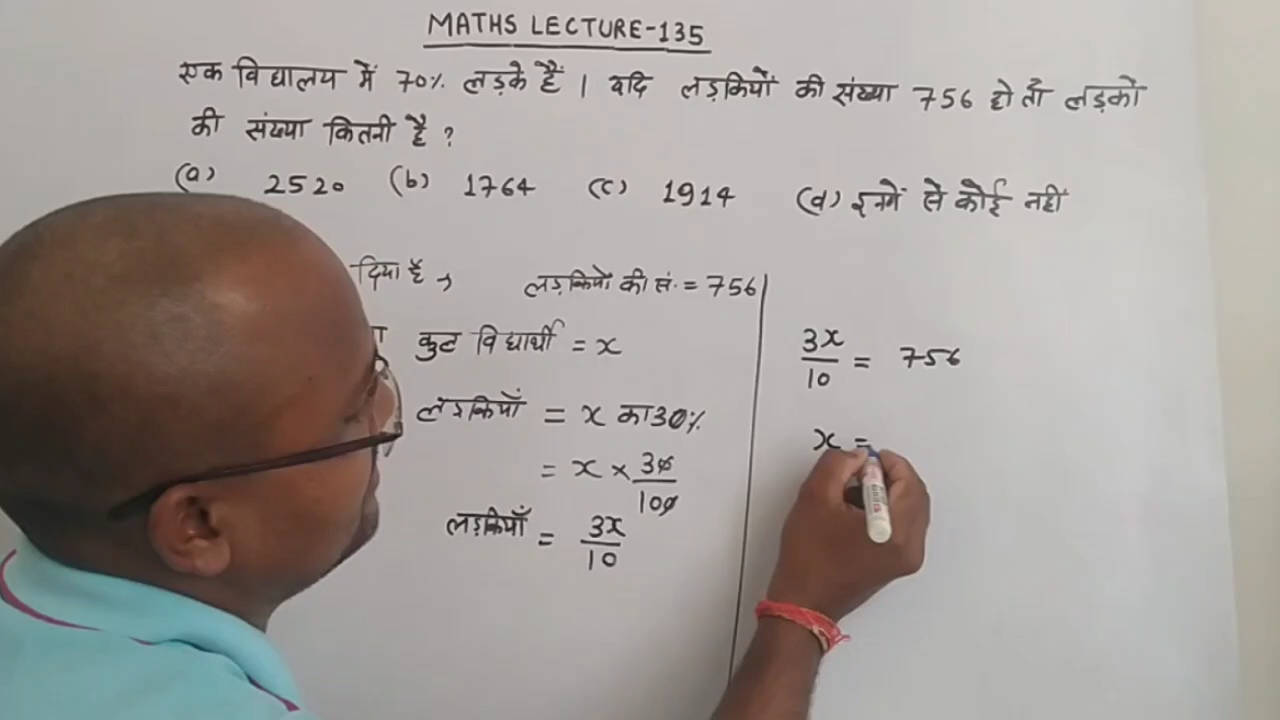 MATHS LECTURE-135
एक विद्यालय में 70% लड़के हैं । यदि लड़कियों की संख्या 756 हो तो लड़कों
की संख्या कितनी है ?
(a) 2520 (b) 1764 (c) 1914 (d) इनमें से कोई नहीं
दिया है → लड़कियों की सं. = 756
कुल विद्यार्थी = x
लड़कियाँ = x का 30%
= x × 30/100
लड़कियाँ = 3x/10
3x/10 = 756
x =